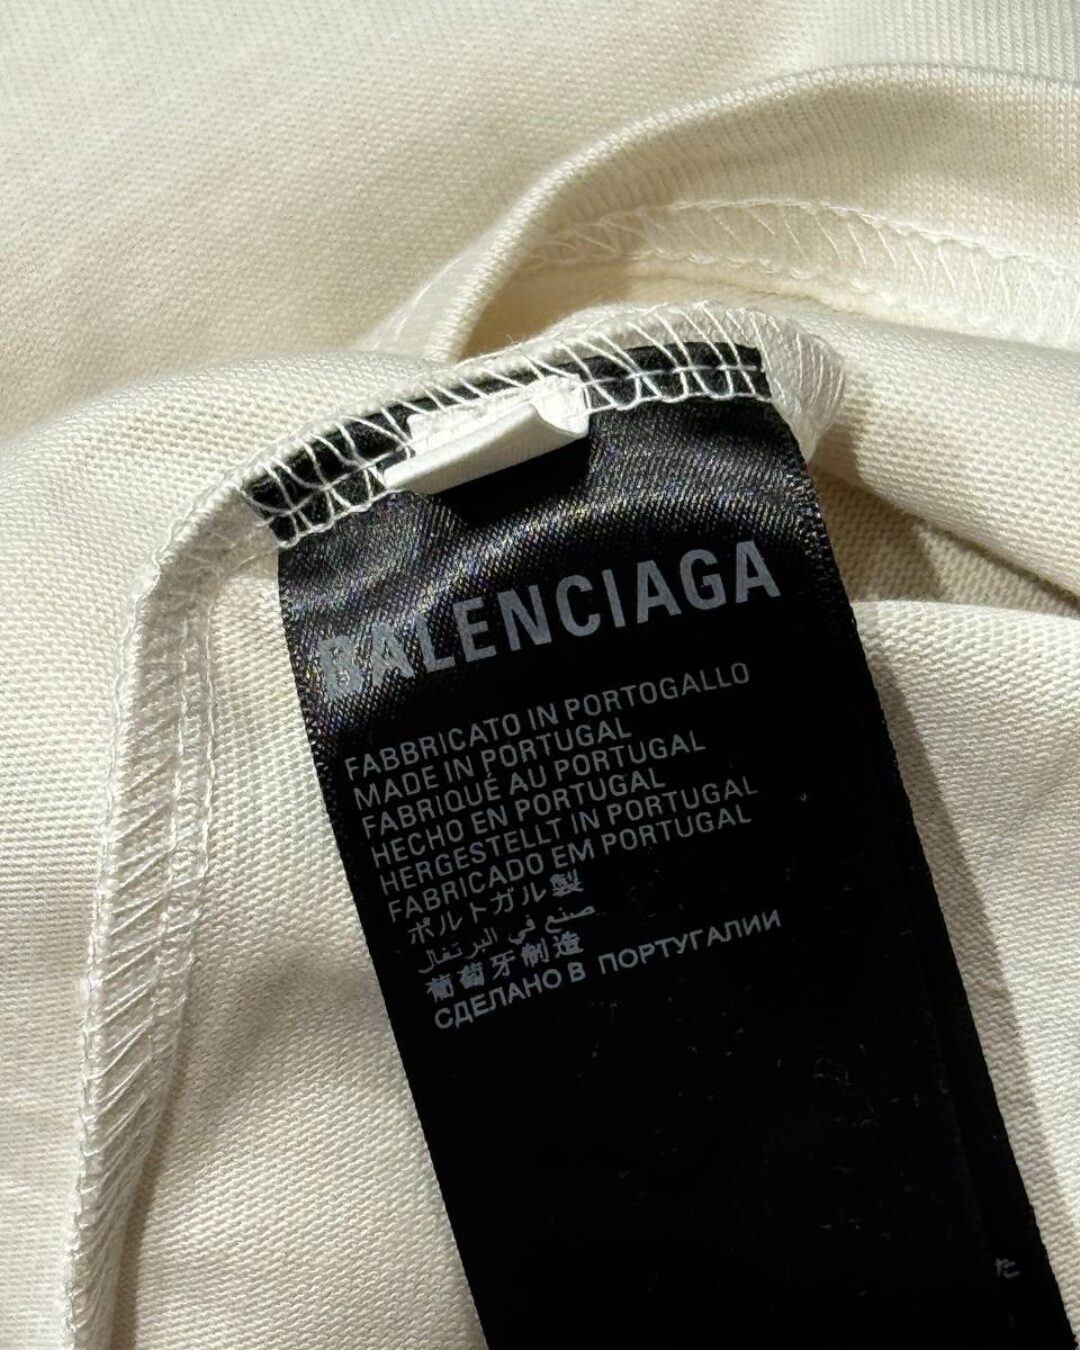 BALENCIAGA
FABBRICATO IN PORTOGALLO
MADE IN PORTUGAL
FABRIQUÉ AU PORTUGAL
HECHO EN PORTUGAL
HERGESTELLT IN PORTUGAL
FABRICADO EM PORTUGAL
ポルトガル製
صنع في البرتغال
葡萄牙制造
СДЕЛАНО В ПОРТУГАЛИИ
た